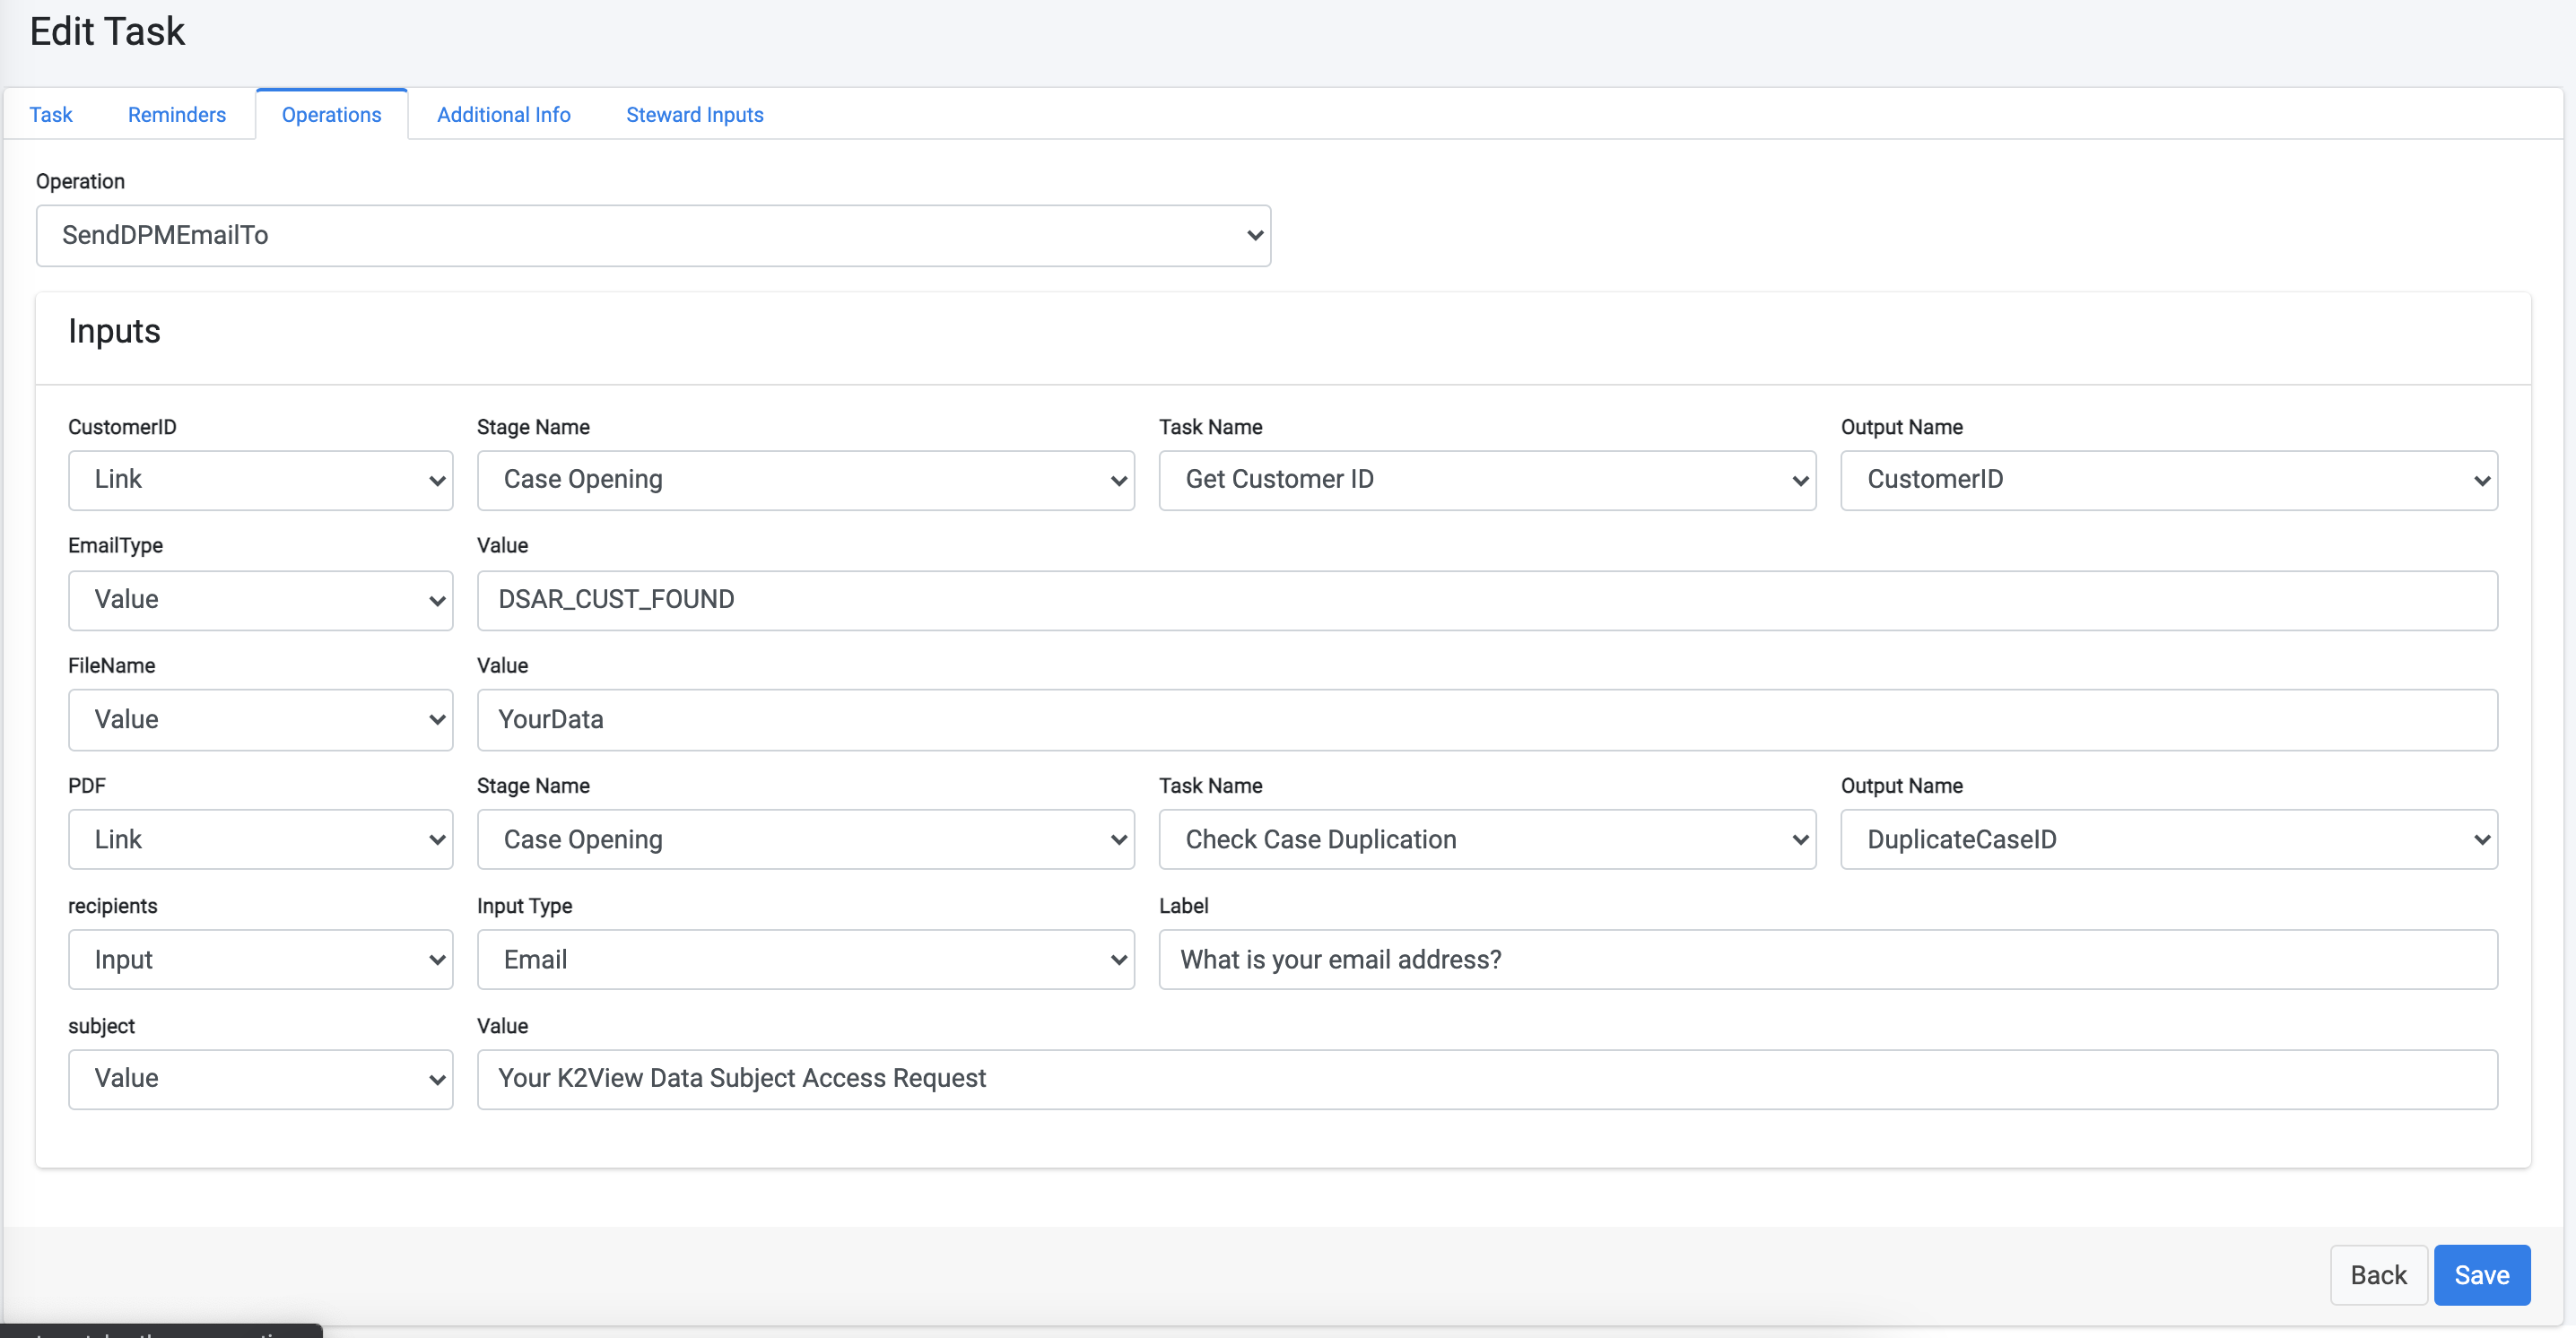 Edit Task
Task Reminders Operations Additional Info Steward Inputs
Operation
SendDPMEmailTo
Inputs
CustomerID Stage Name Task Name Output Name
Link Case Opening Get Customer ID CustomerID
EmailType Value
Value DSAR_CUST_FOUND
FileName Value
Value YourData
PDF Stage Name Task Name Output Name
Link Case Opening Check Case Duplication DuplicateCaseID
recipients Input Type Label
Input Email What is your email address?
subject Value
Value Your K2View Data Subject Access Request
Back Save